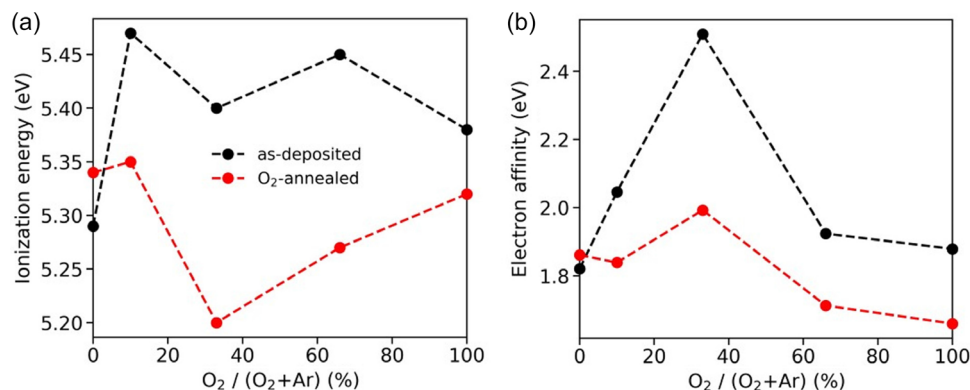 (a)
Ionization energy (eV)
5.45
5.40
5.35
5.30
5.25
5.20
as-deposited
O₂-annealed
0 20 40 60 80 100
O₂ / (O₂+Ar) (%)
(b)
Electron affinity (eV)
2.4
2.2
2.0
1.8
0 20 40 60 80 100
O₂ / (O₂+Ar) (%)